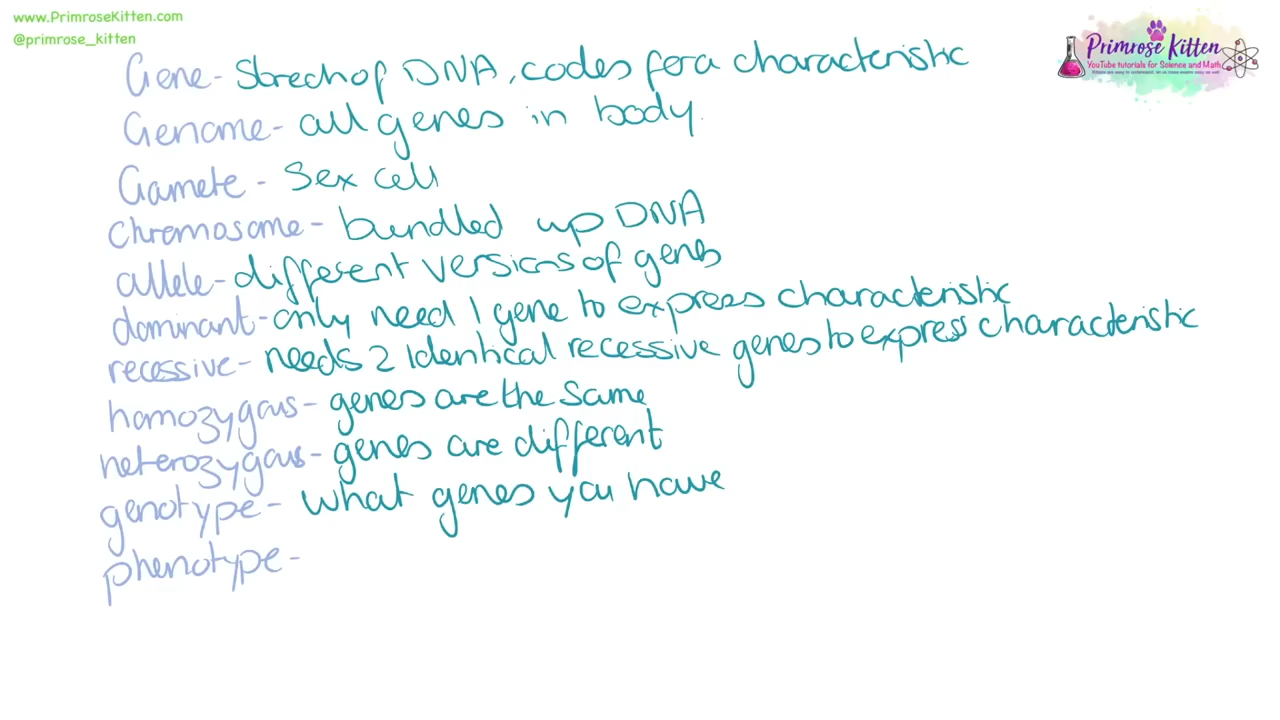 www.PrimroseKitten.com
@primrose_kitten
Primrose Kitten
YouTube tutorials for Science and Math
Gene - Strech of DNA, codes for a characteristic
Genome - all genes in body.
Gamete - Sex cell
chromosome - bundled up DNA
allele - different versions of genes
dominant - only need 1 gene to express characteristic
recessive - needs 2 identical recessive genes to express characteristic
homozygous - genes are the same
heterozygous - genes are different
genotype - what genes you have
phenotype -